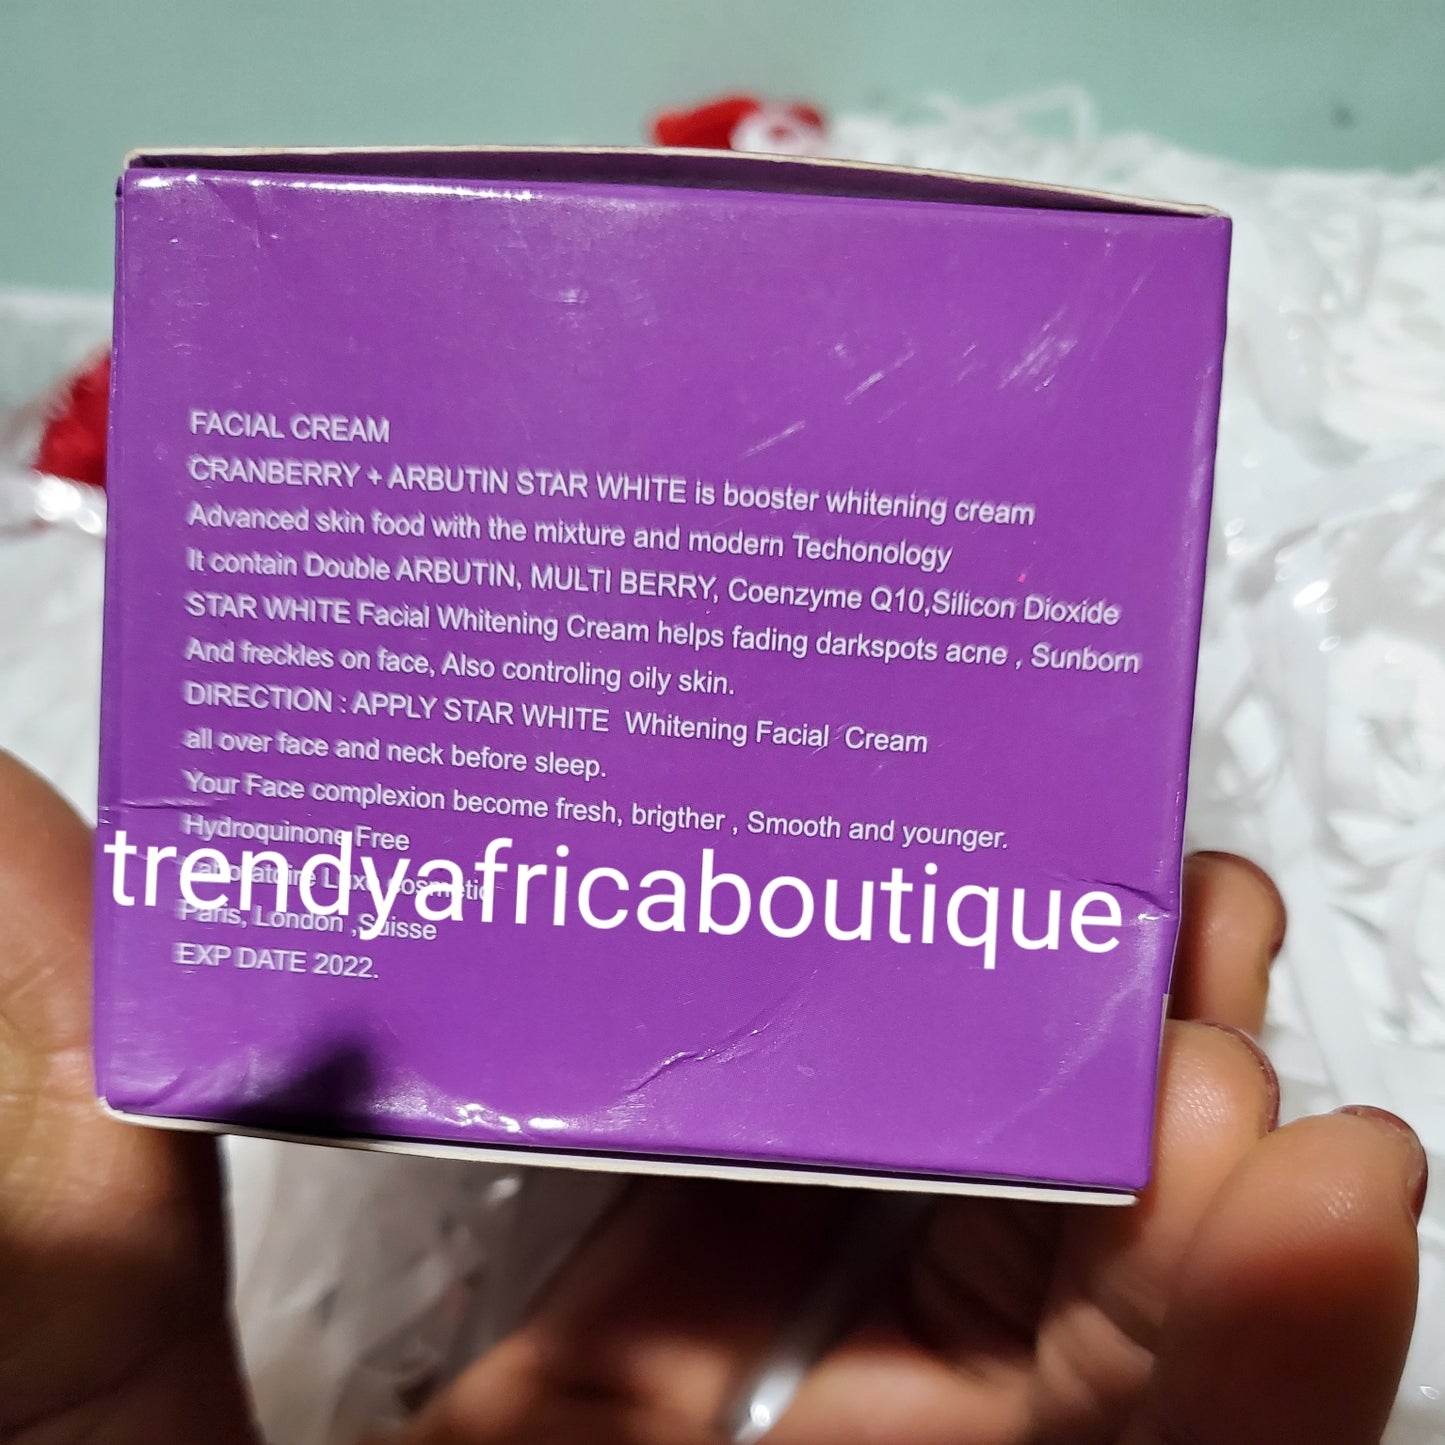 FACIAL CREAM
CRANBERRY + ARBUTIN STAR WHITE is booster whitening cream
Advanced skin food with the mixture and modern Techonology
It contain Double ARBUTIN, MULTI BERRY, Coenzyme Q10,Silicon Dioxide
STAR WHITE Facial Whitening Cream helps fading darkspots acne , Sunborn
And freckles on face, Also controling oily skin.
DIRECTION : APPLY STAR WHITE Whitening Facial Cream
all over face and neck before sleep.
Your Face complexion become fresh, brigther , Smooth and younger.
Hydroquinone Free
trendyafricaboutique
Laboratoire Luxe cosmetic
Paris, London ,Suisse
EXP DATE 2022.